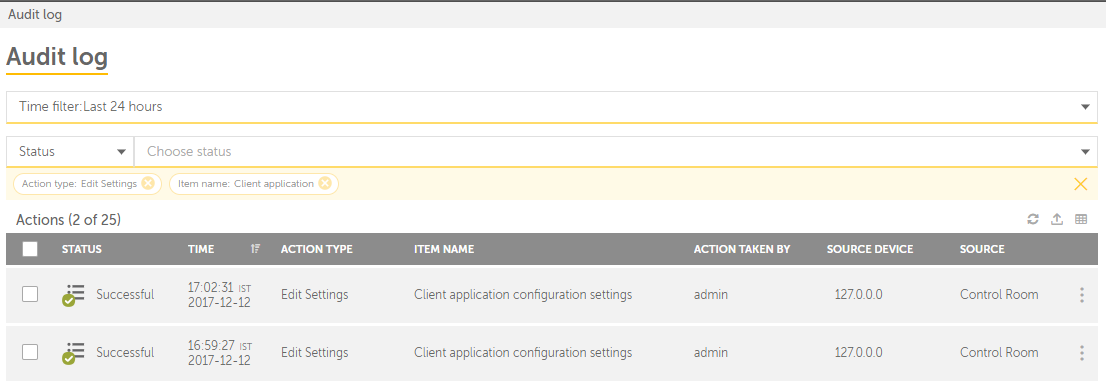 Audit log
Audit log
Time filter:Last 24 hours
Status Choose status
Action type: Edit Settings Item name: Client application
Actions (2 of 25)
STATUS TIME ACTION TYPE ITEM NAME ACTION TAKEN BY SOURCE DEVICE SOURCE
Successful 17:02:31 IST 2017-12-12 Edit Settings Client application configuration settings admin 127.0.0.0 Control Room
Successful 16:59:27 IST 2017-12-12 Edit Settings Client application configuration settings admin 127.0.0.0 Control Room